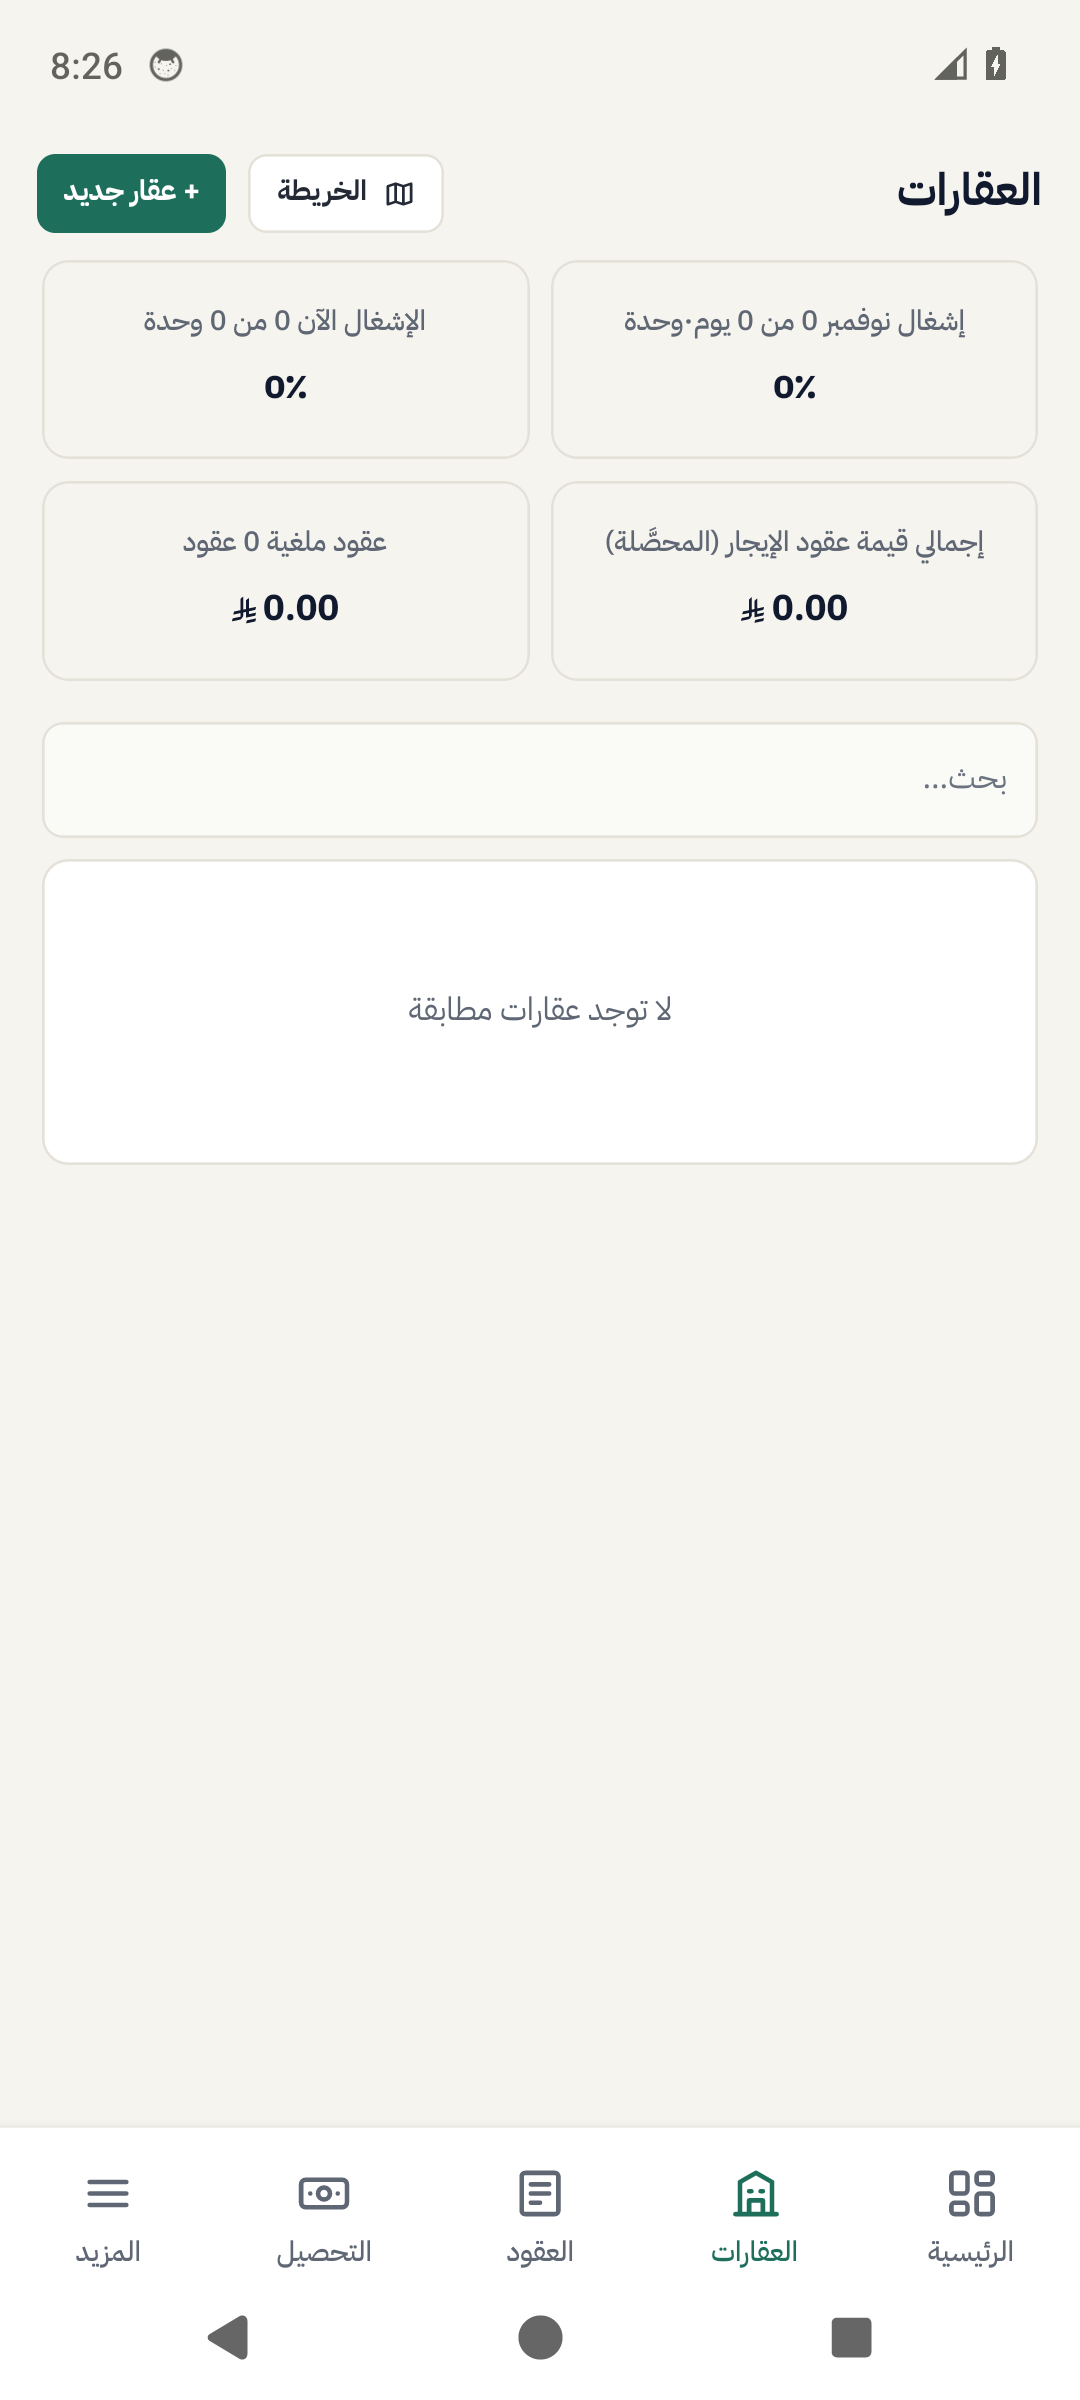 8:26
العقارات
الخريطة
+ عقار جديد
إشغال نوفمبر 0 من 0 يوم·وحدة
0٪
الإشغال الآن 0 من 0 وحدة
0٪
إجمالي قيمة عقود الإيجار (المحصَّلة)
0.00 ⃁
عقود ملغية 0 عقود
0.00 ⃁
بحث...
لا توجد عقارات مطابقة
الرئيسية
العقارات
العقود
التحصيل
المزيد